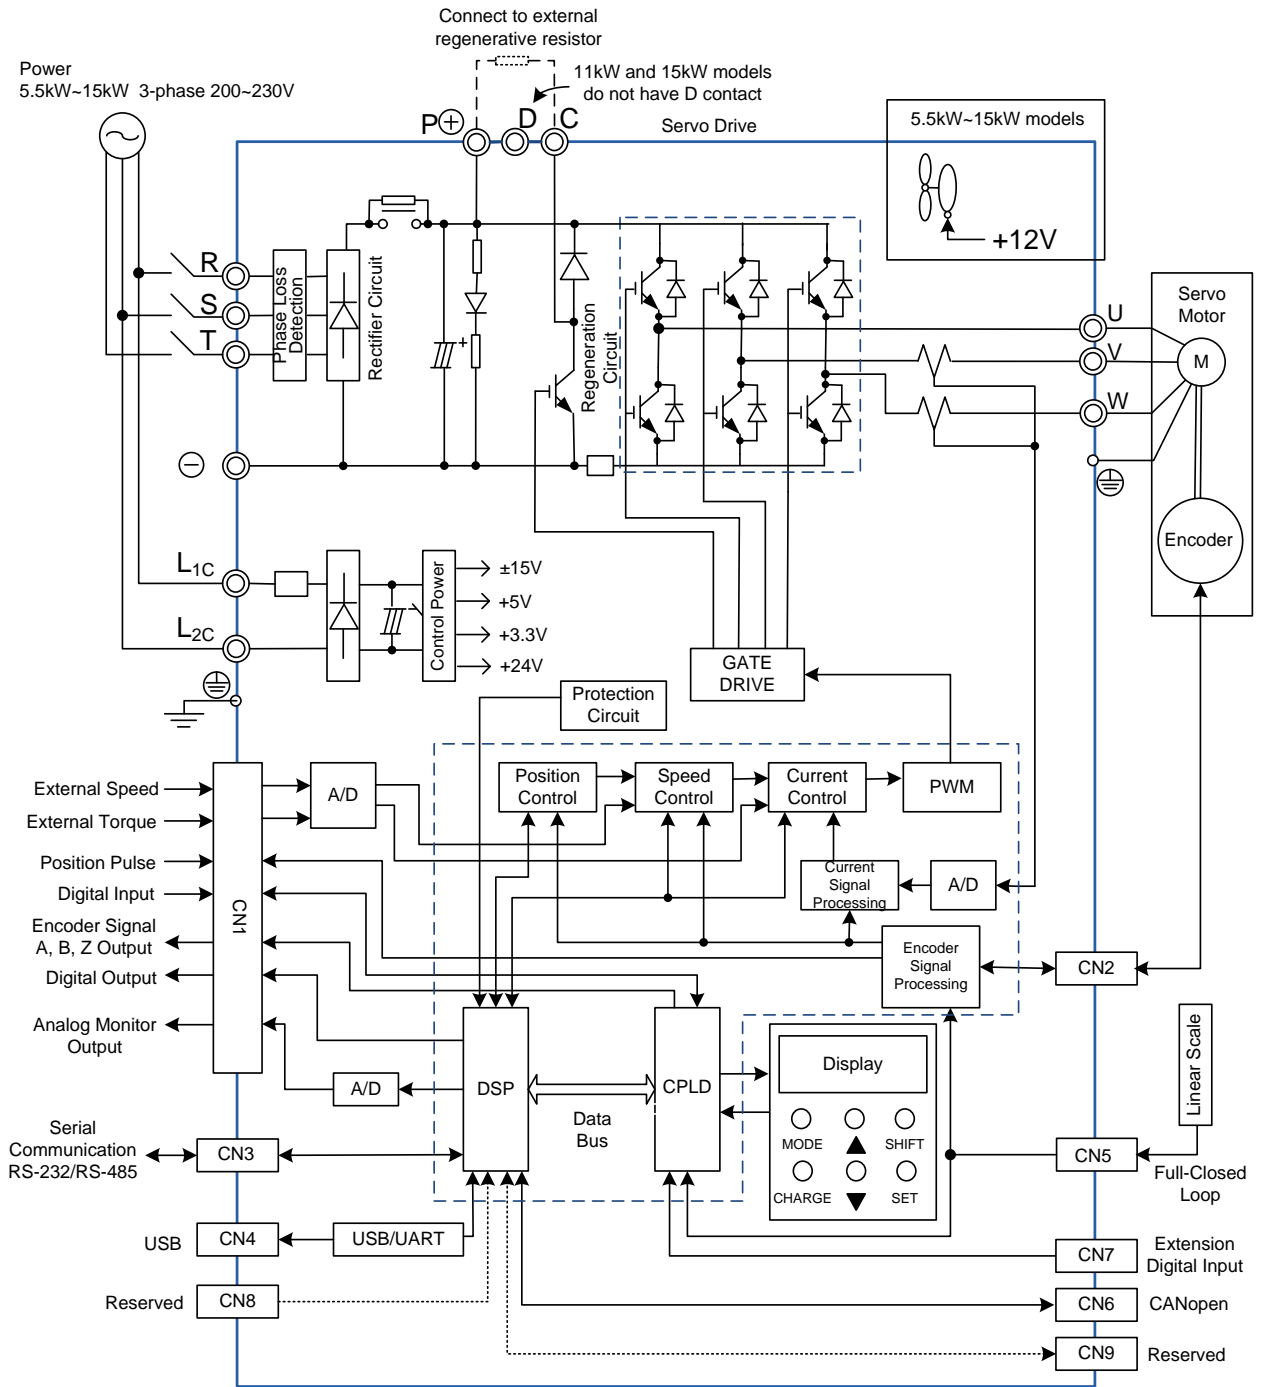 Connect to external
regenerative resistor
Power
5.5kW~15kW 3-phase 200~230V
11kW and 15kW models
do not have D contact
P⊕
D
C
Servo Drive
5.5kW~15kW models
+12V
R
S
T
Phase Loss
Detection
Rectifier Circuit
+
Regeneration
Circuit
U
V
W
Servo
Motor
M
Encoder
⊖
L1C
L2C
Control Power
±15V
+5V
+3.3V
+24V
GATE
DRIVE
Protection
Circuit
External Speed
External Torque
Position Pulse
Digital Input
Encoder Signal
A, B, Z Output
Digital Output
Analog Monitor
Output
CN1
A/D
Position
Control
Speed
Control
Current
Control
PWM
Current
Signal
Processing
A/D
Encoder
Signal
Processing
CN2
A/D
DSP
Data
Bus
CPLD
Display
MODE
▲
SHIFT
CHARGE
▼
SET
Linear Scale
CN5
Full-Closed
Loop
Serial
Communication
RS-232/RS-485
CN3
USB
CN4
USB/UART
Reserved
CN8
CN7
Extension
Digital Input
CN6
CANopen
CN9
Reserved